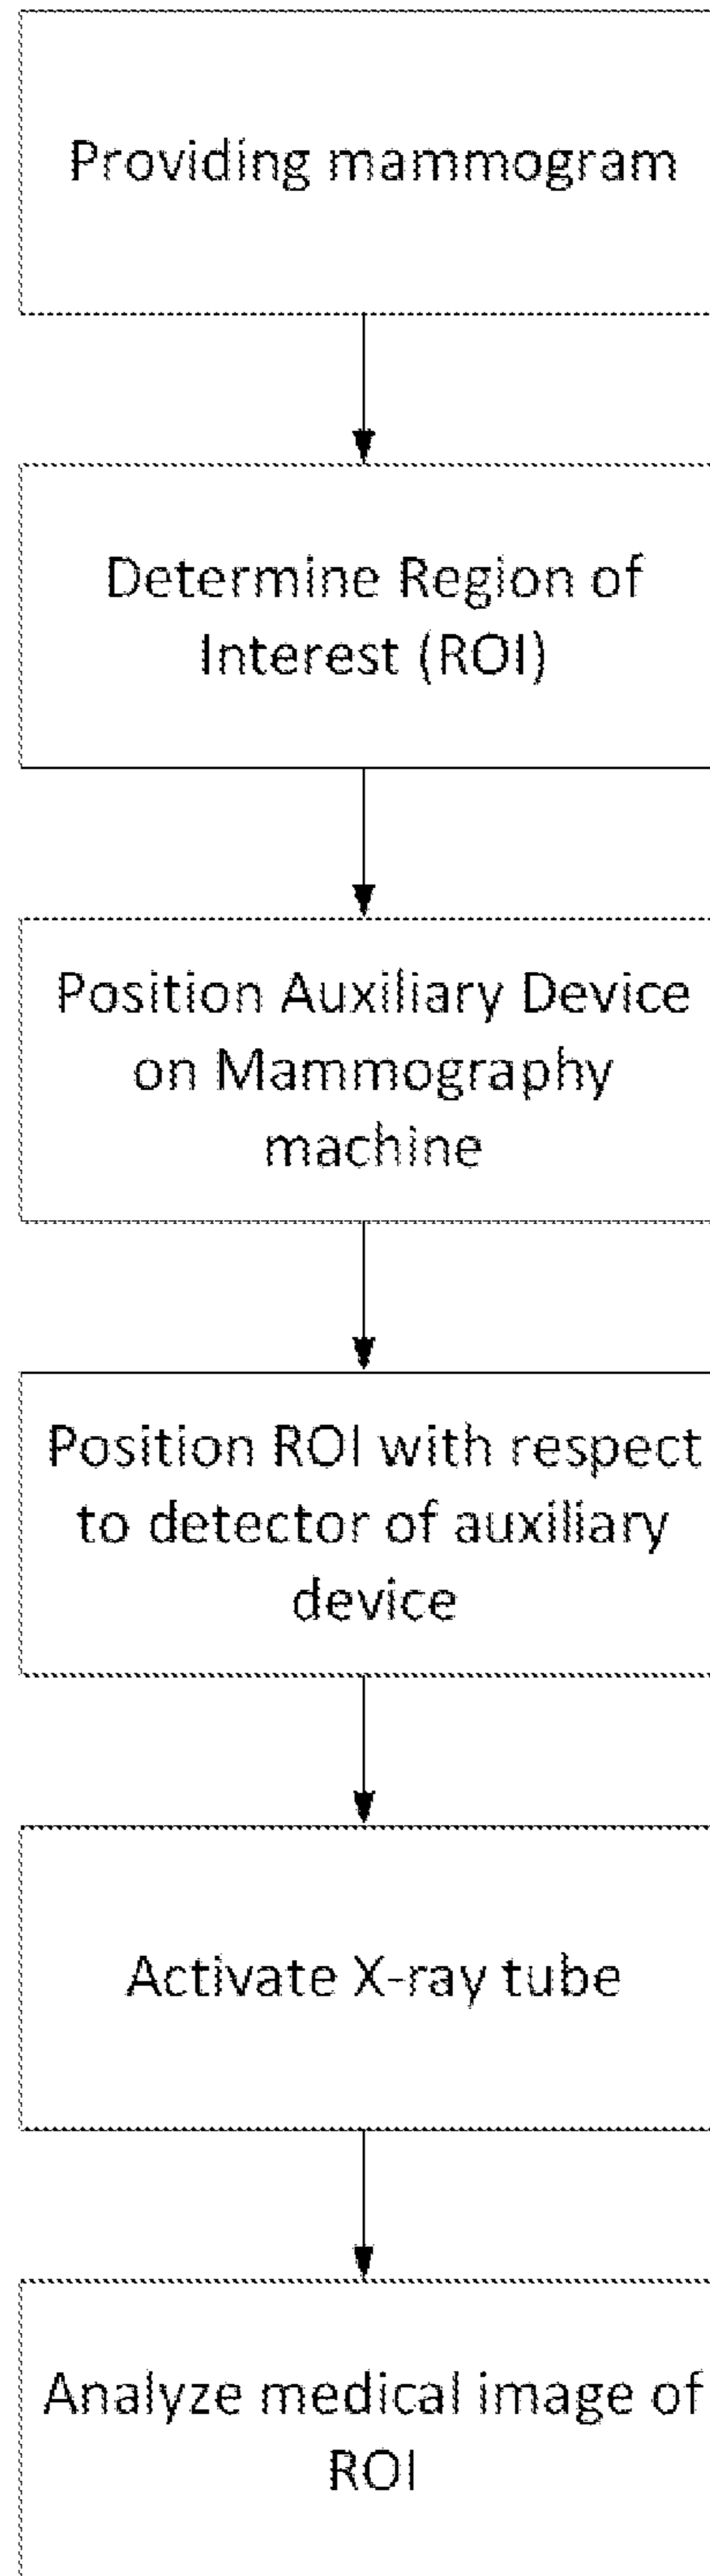 Providing mammogram
Determine Region of
Interest (ROI)
Position Auxiliary Device
on Mammography
machine
Position ROI with respect
to detector of auxiliary
device
Activate X-ray tube
Analyze medical image of
ROI